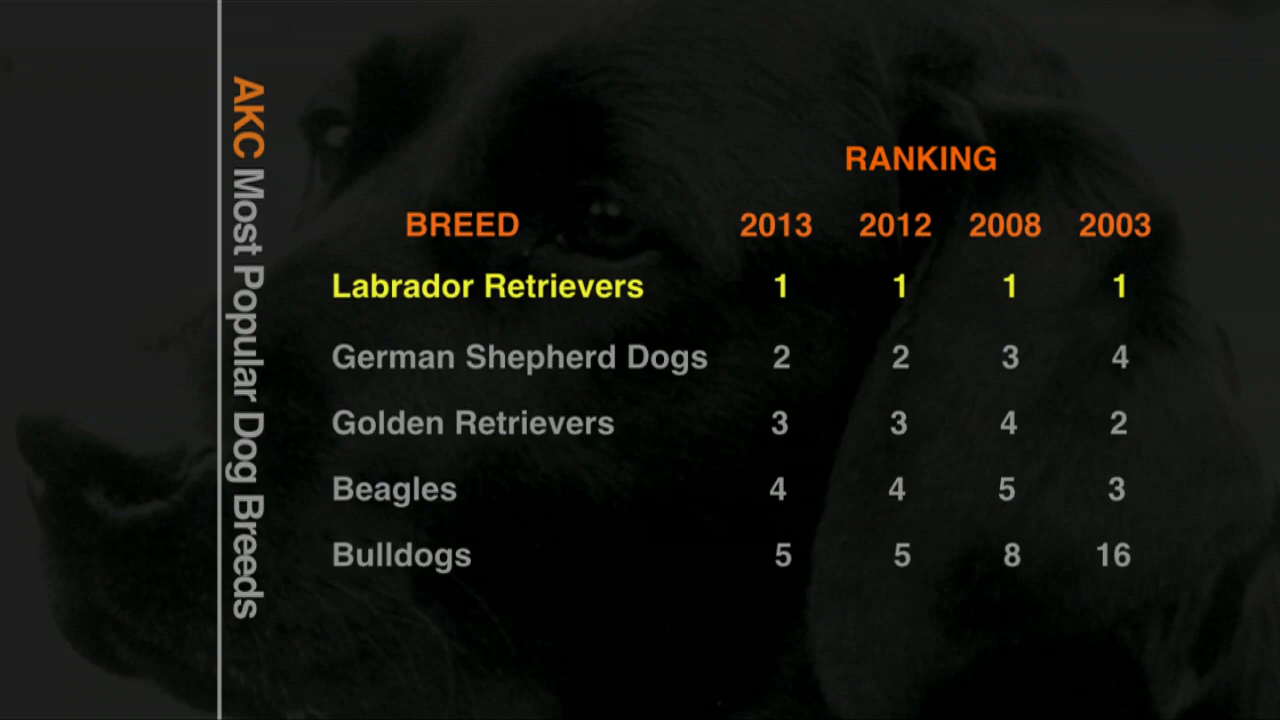 AKC Most Popular Dog Breeds
RANKING
BREED 2013 2012 2008 2003
Labrador Retrievers 1 1 1 1
German Shepherd Dogs 2 2 3 4
Golden Retrievers 3 3 4 2
Beagles 4 4 5 3
Bulldogs 5 5 8 16